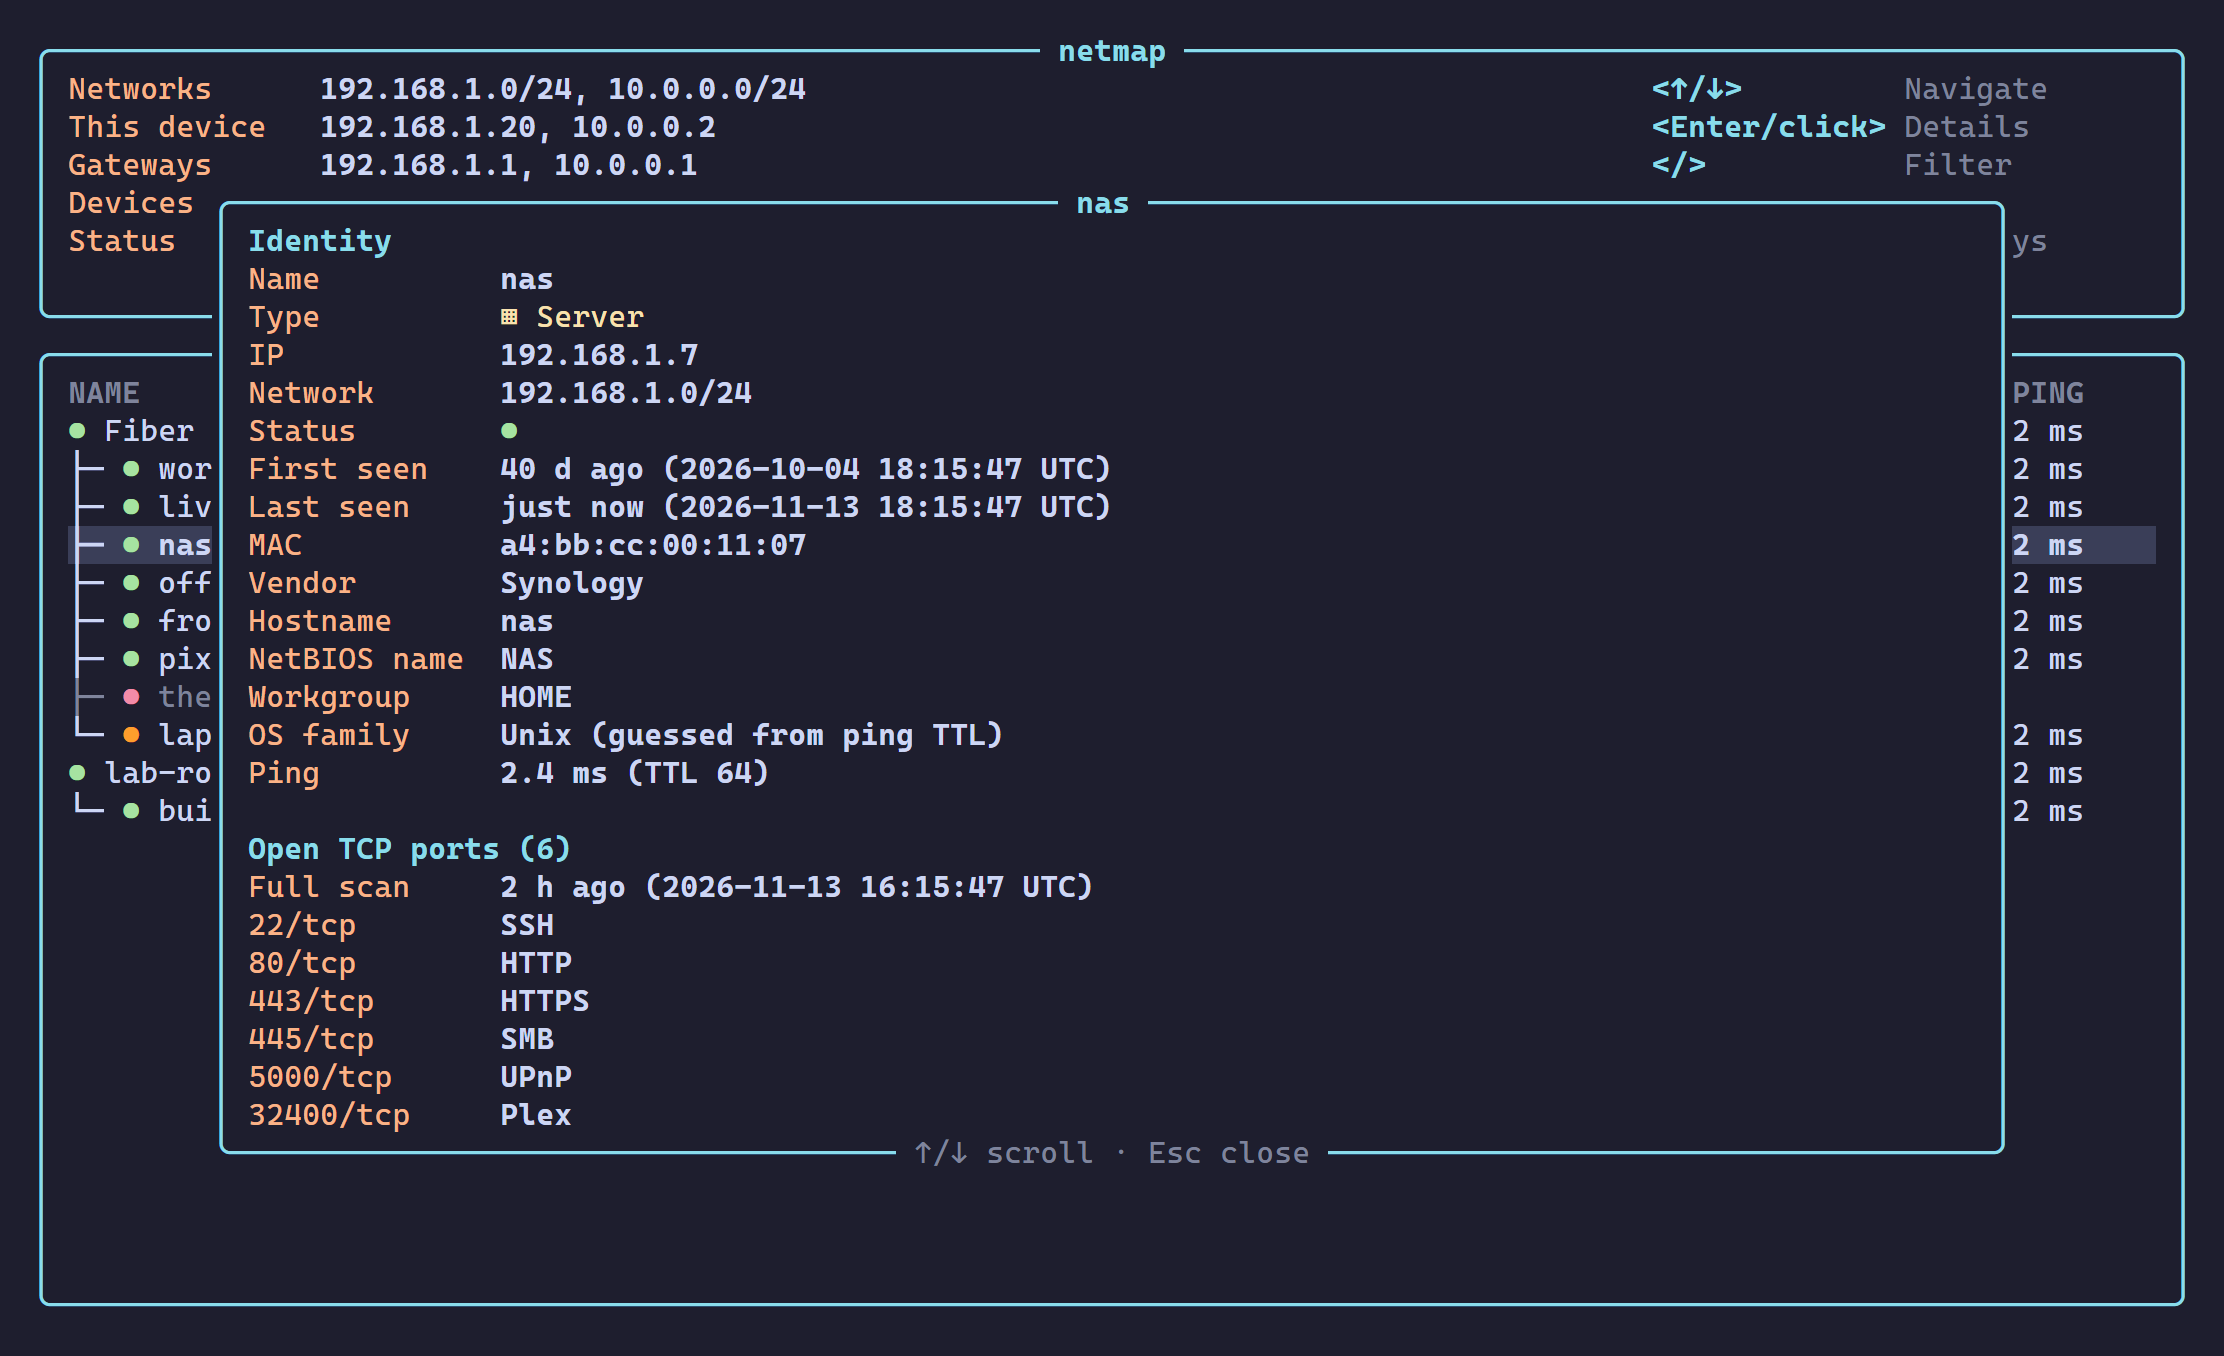 netmap
Networks 192.168.1.0/24, 10.0.0.0/24 <↑/↓> Navigate
This device 192.168.1.20, 10.0.0.2 <Enter/click> Details
Gateways 192.168.1.1, 10.0.0.1 </> Filter
Devices
nas
Status Identity ys
Name nas
Type ⊞ Server
IP 192.168.1.7
NAME Network 192.168.1.0/24 PING
● Fiber Status ● 2 ms
├─ ● wor First seen 40 d ago (2026-10-04 18:15:47 UTC) 2 ms
├─ ● liv Last seen just now (2026-11-13 18:15:47 UTC) 2 ms
├─ ● nas MAC a4:bb:cc:00:11:07 2 ms
├─ ● off Vendor Synology 2 ms
├─ ● fro Hostname nas 2 ms
├─ ● pix NetBIOS name NAS 2 ms
├─ ● the Workgroup HOME
└─ ● lap OS family Unix (guessed from ping TTL) 2 ms
● lab-ro Ping 2.4 ms (TTL 64) 2 ms
└─ ● bui 2 ms
Open TCP ports (6)
Full scan 2 h ago (2026-11-13 16:15:47 UTC)
22/tcp SSH
80/tcp HTTP
443/tcp HTTPS
445/tcp SMB
5000/tcp UPnP
32400/tcp Plex
↑/↓ scroll · Esc close